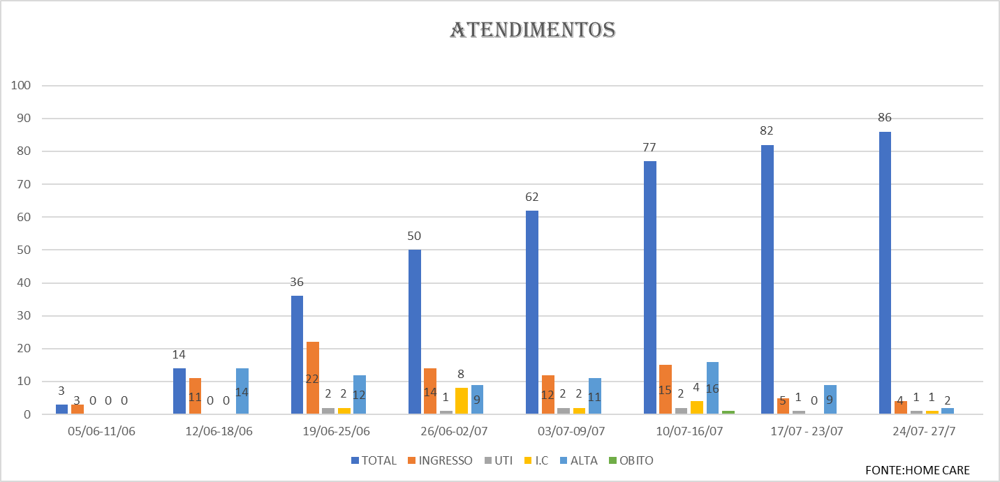 ATENDIMENTOS
100
90
80
70
60
50
40
30
20
10
0
3 3 0 0 0
14 11 0 0 14
36 22 2 2 12
50 14 1 8 9
62 12 2 2 11
77 15 2 4 16
82 5 1 0 9
86 4 1 1 2
05/06-11/06 12/06-18/06 19/06-25/06 26/06-02/07 03/07-09/07 10/07-16/07 17/07 - 23/07 24/07- 27/7
TOTAL INGRESSO UTI I.C ALTA OBITO
FONTE:HOME CARE